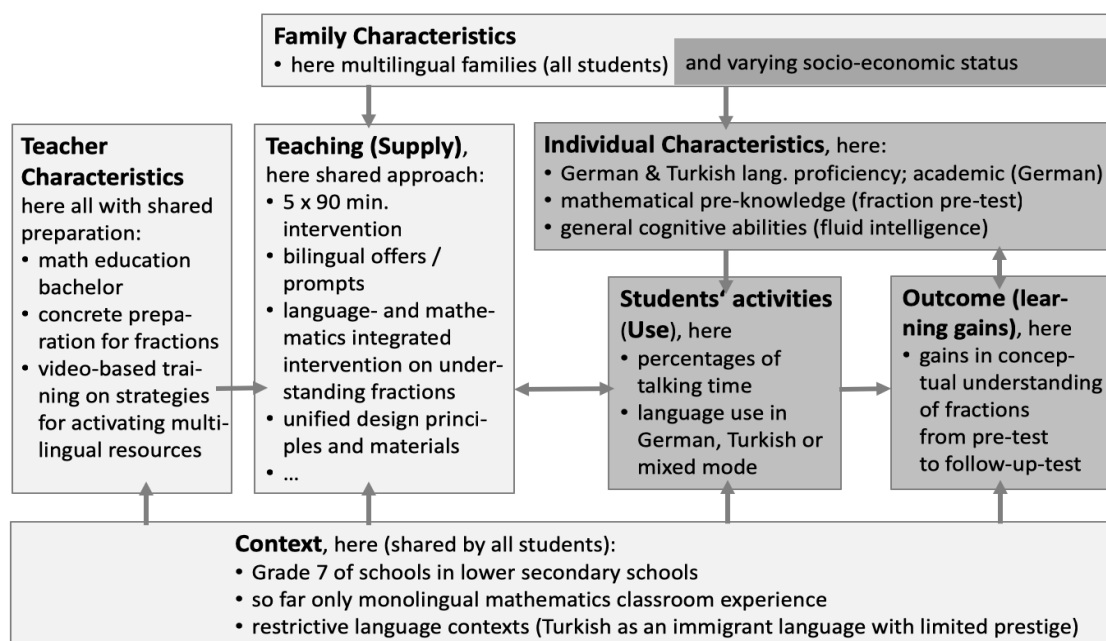 Family Characteristics
• here multilingual families (all students) and varying socio-economic status
Teacher
Characteristics
here all with shared
preparation:
• math education
bachelor
• concrete prepa-
ration for fractions
• video-based trai-
ning on strategies
for activating multi-
lingual resources
Teaching (Supply),
here shared approach:
• 5 x 90 min.
intervention
• bilingual offers /
prompts
• language- and mathe-
matics integrated
intervention on under-
standing fractions
• unified design princi-
ples and materials
• ...
Individual Characteristics, here:
• German & Turkish lang. proficiency; academic (German)
• mathematical pre-knowledge (fraction pre-test)
• general cognitive abilities (fluid intelligence)
Students‘ activities
(Use), here
• percentages of
talking time
• language use in
German, Turkish or
mixed mode
Outcome (lear-
ning gains), here
• gains in concep-
tual understanding
of fractions
from pre-test
to follow-up-test
Context, here (shared by all students):
• Grade 7 of schools in lower secondary schools
• so far only monolingual mathematics classroom experience
• restrictive language contexts (Turkish as an immigrant language with limited prestige)